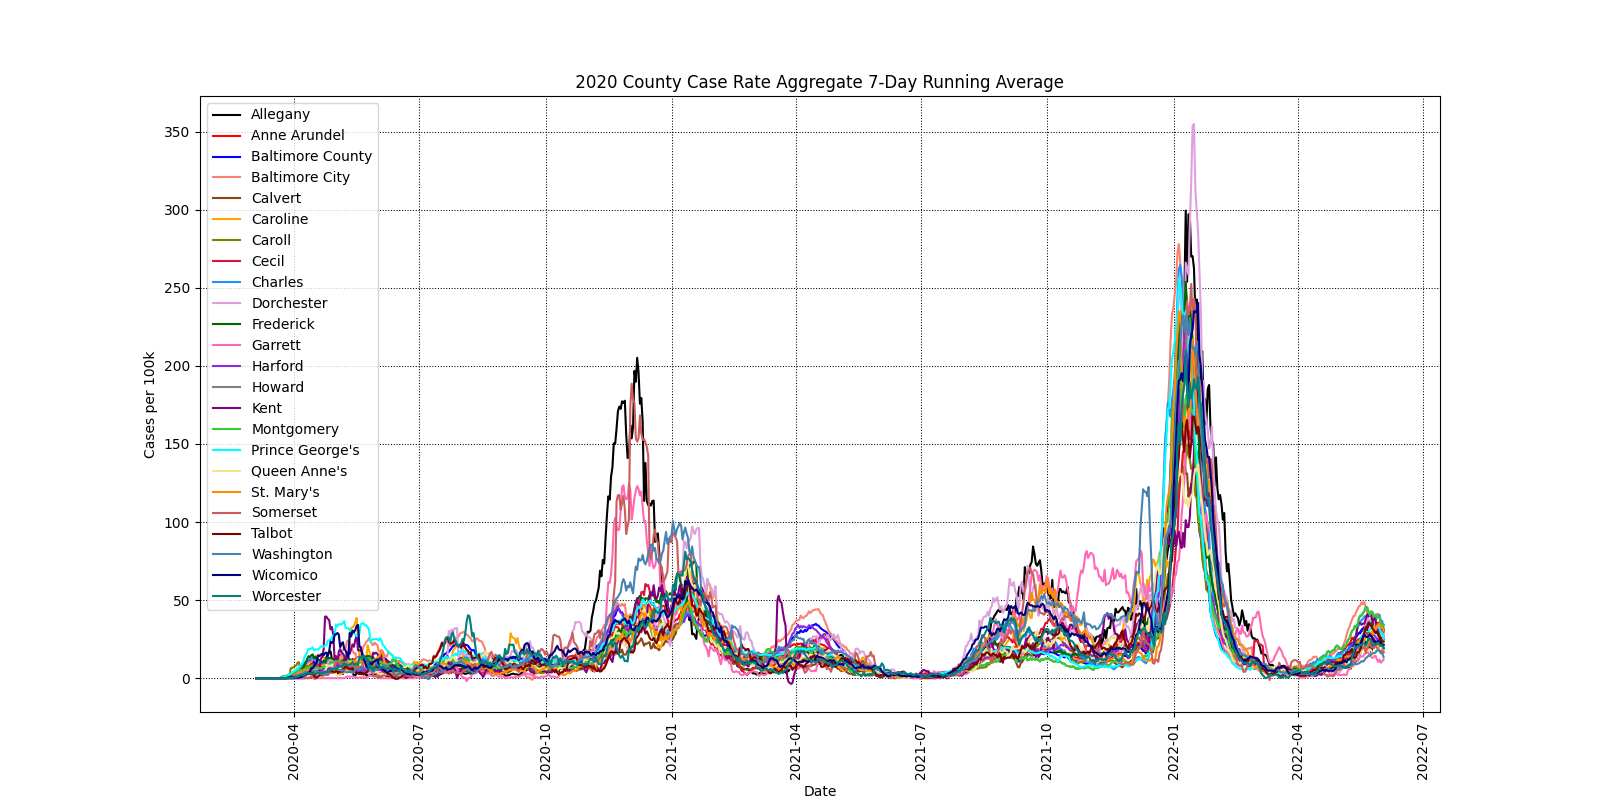 2020 County Case Rate Aggregate 7-Day Running Average
Allegany
Anne Arundel
Baltimore County
Baltimore City
Calvert
Caroline
Caroll
Cecil
Charles
Dorchester
Frederick
Garrett
Harford
Howard
Kent
Montgomery
Prince George's
Queen Anne's
St. Mary's
Somerset
Talbot
Washington
Wicomico
Worcester
Cases per 100k
350
300
250
200
150
100
50
0
2020-04
2020-07
2020-10
2021-01
2021-04
2021-07
2021-10
2022-01
2022-04
2022-07
Date